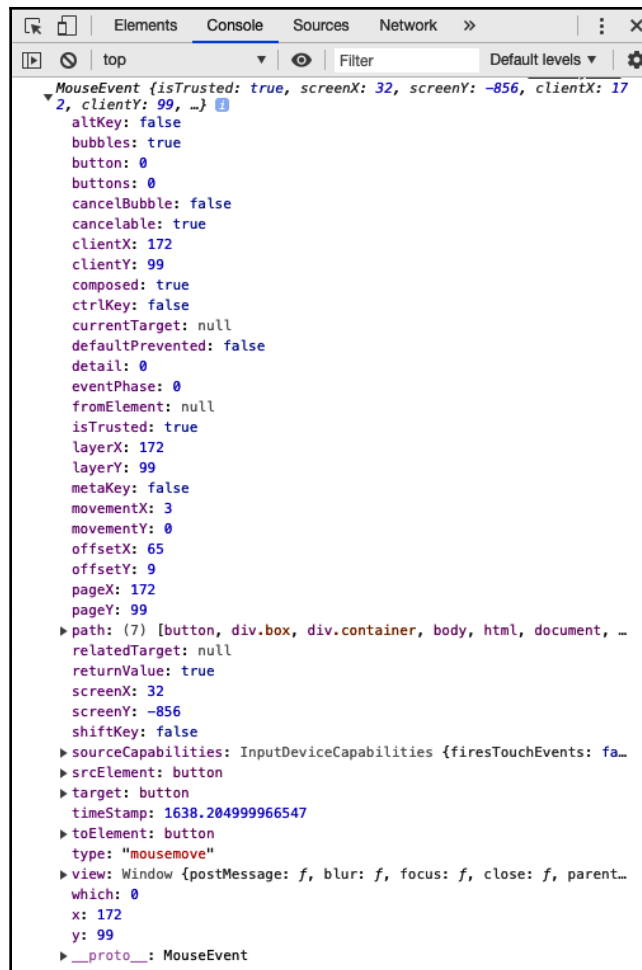 Elements Console Sources Network »
top Filter Default levels
MouseEvent {isTrusted: true, screenX: 32, screenY: -856, clientX: 17
2, clientY: 99, …} i
altKey: false
bubbles: true
button: 0
buttons: 0
cancelBubble: false
cancelable: true
clientX: 172
clientY: 99
composed: true
ctrlKey: false
currentTarget: null
defaultPrevented: false
detail: 0
eventPhase: 0
fromElement: null
isTrusted: true
layerX: 172
layerY: 99
metaKey: false
movementX: 3
movementY: 0
offsetX: 65
offsetY: 9
pageX: 172
pageY: 99
path: (7) [button, div.box, div.container, body, html, document, …
relatedTarget: null
returnValue: true
screenX: 32
screenY: -856
shiftKey: false
sourceCapabilities: InputDeviceCapabilities {firesTouchEvents: fa…
srcElement: button
target: button
timeStamp: 1638.204999966547
toElement: button
type: "mousemove"
view: Window {postMessage: ƒ, blur: ƒ, focus: ƒ, close: ƒ, parent…
which: 0
x: 172
y: 99
__proto__: MouseEvent